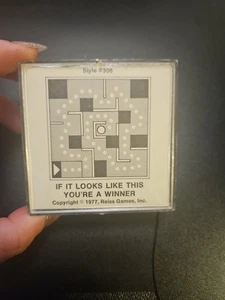 Style #306
IF IT LOOKS LIKE THIS
YOU'RE A WINNER
Copyright © 1977, Reiss Games, Inc.